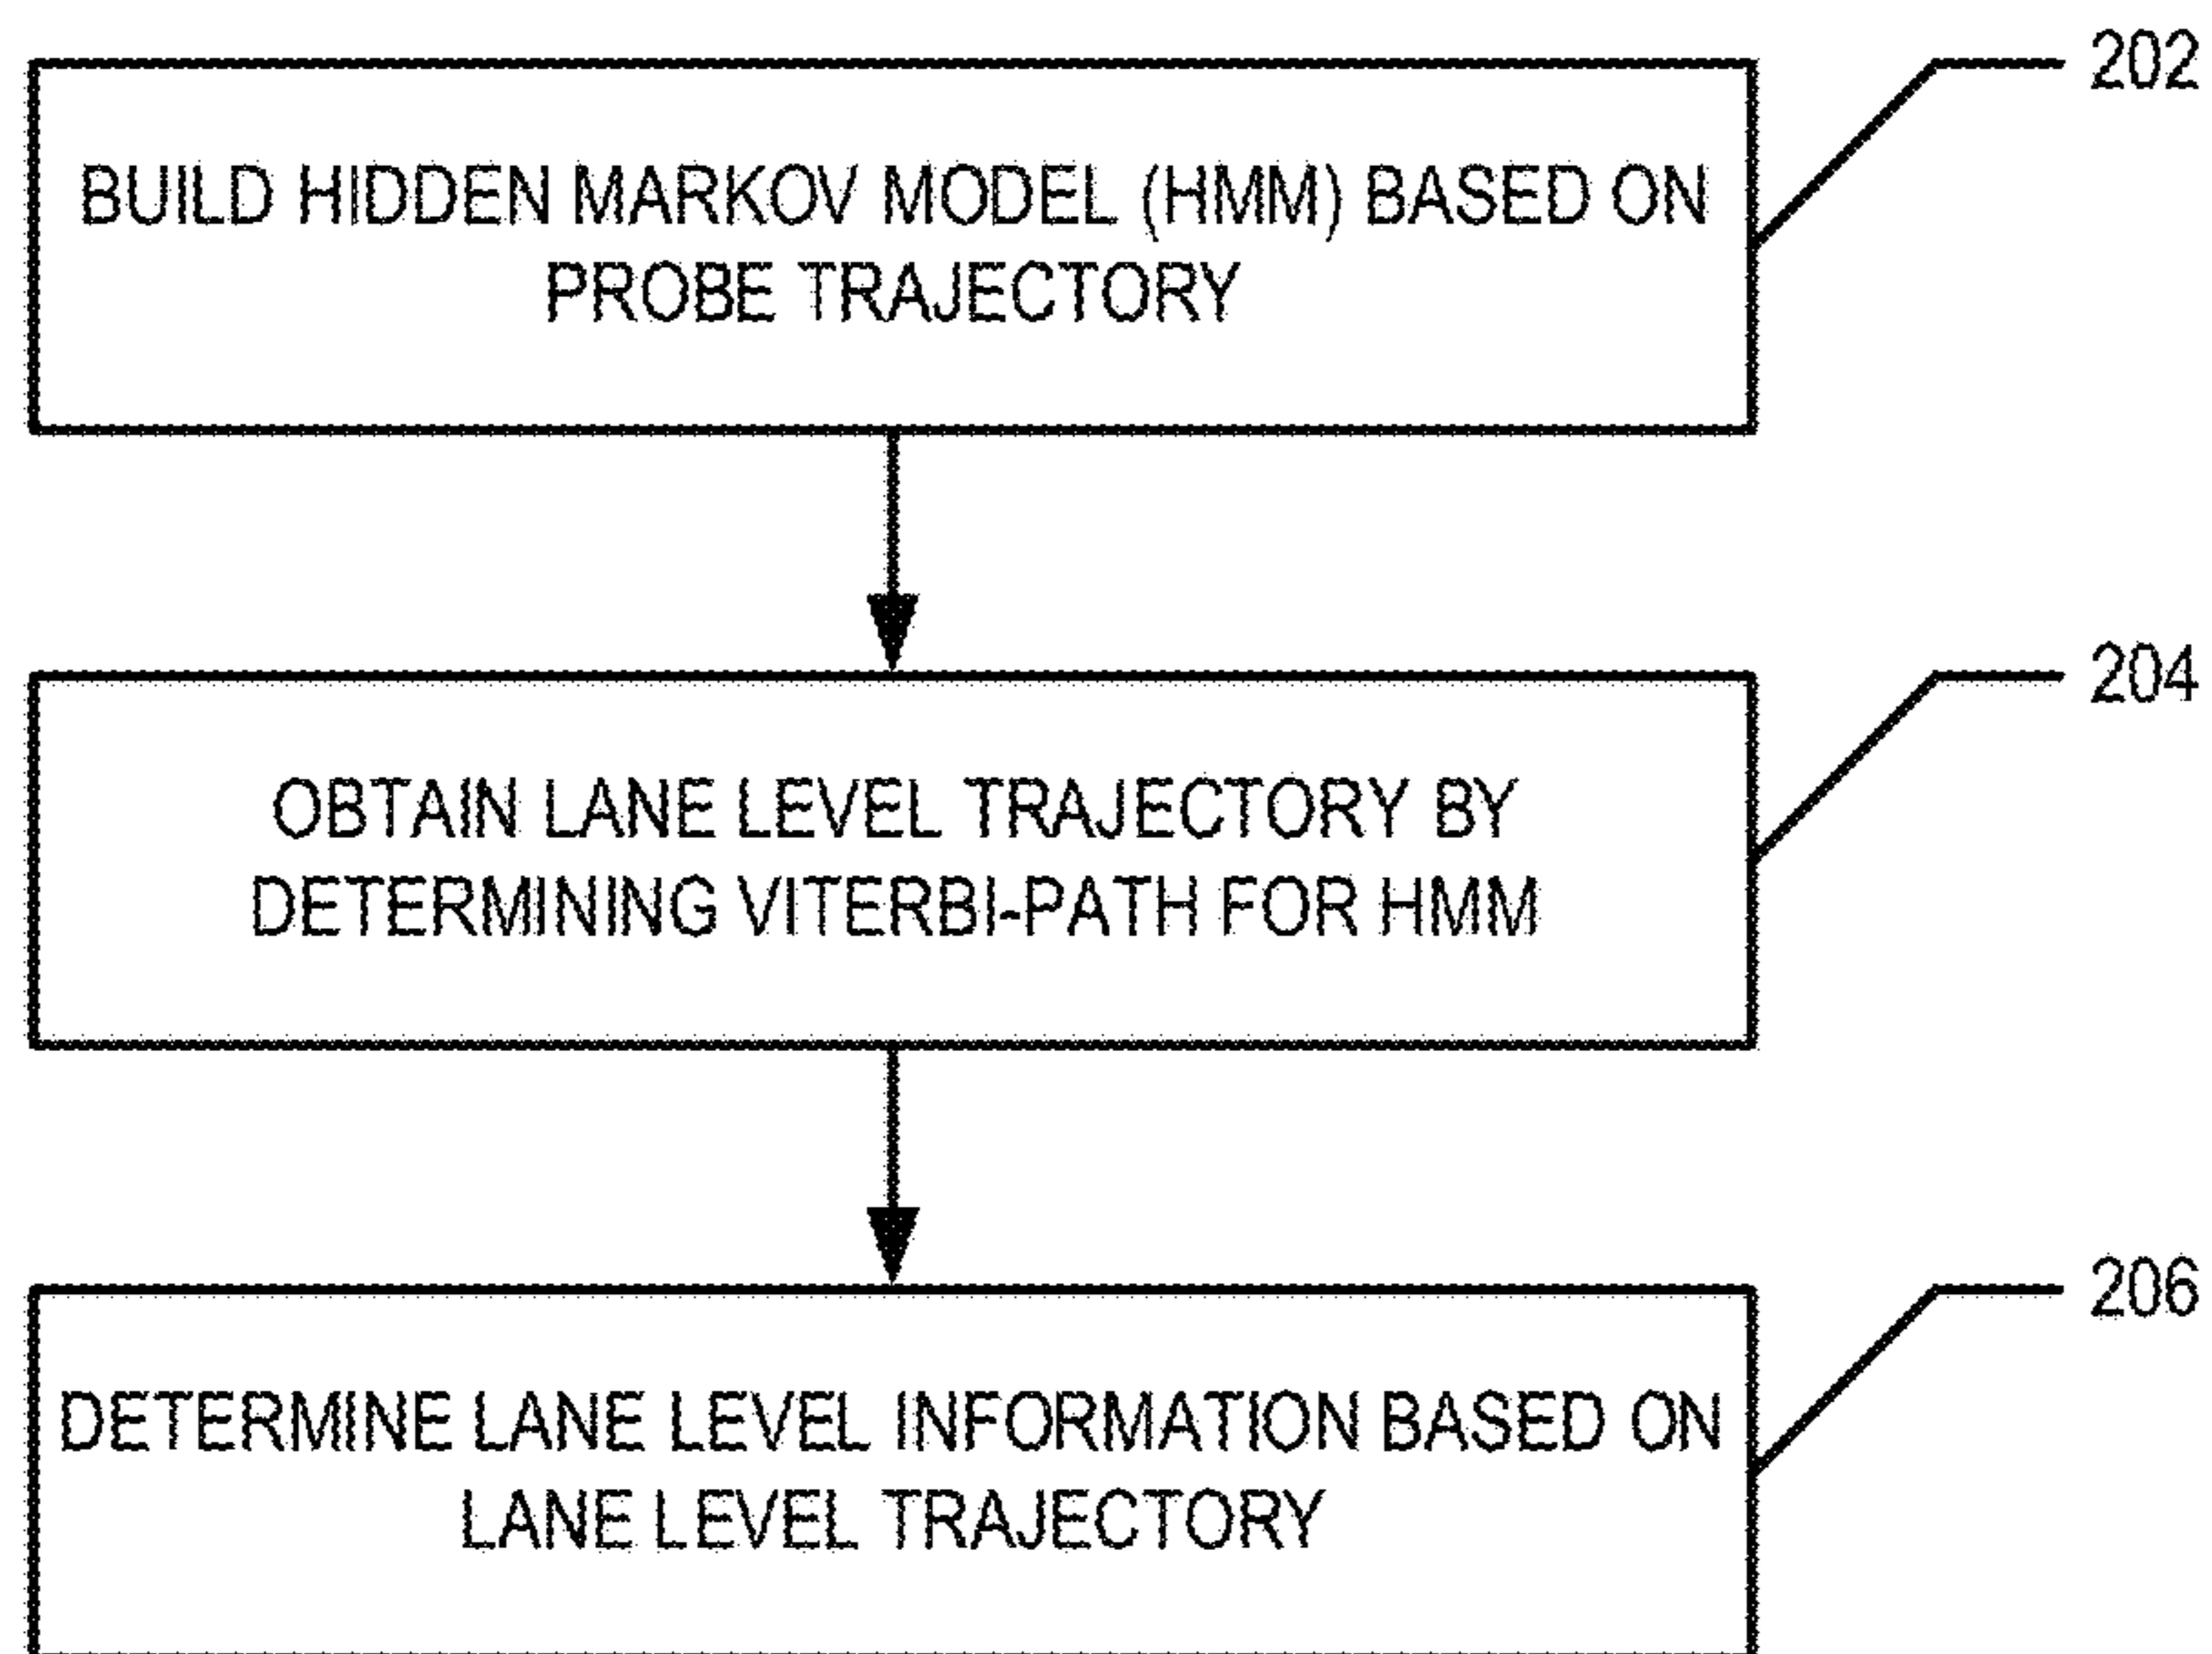 202
BUILD HIDDEN MARKOV MODEL (HMM) BASED ON
PROBE TRAJECTORY
204
OBTAIN LANE LEVEL TRAJECTORY BY
DETERMINING VITERBI-PATH FOR HMM
206
DETERMINE LANE LEVEL INFORMATION BASED ON
LANE LEVEL TRAJECTORY